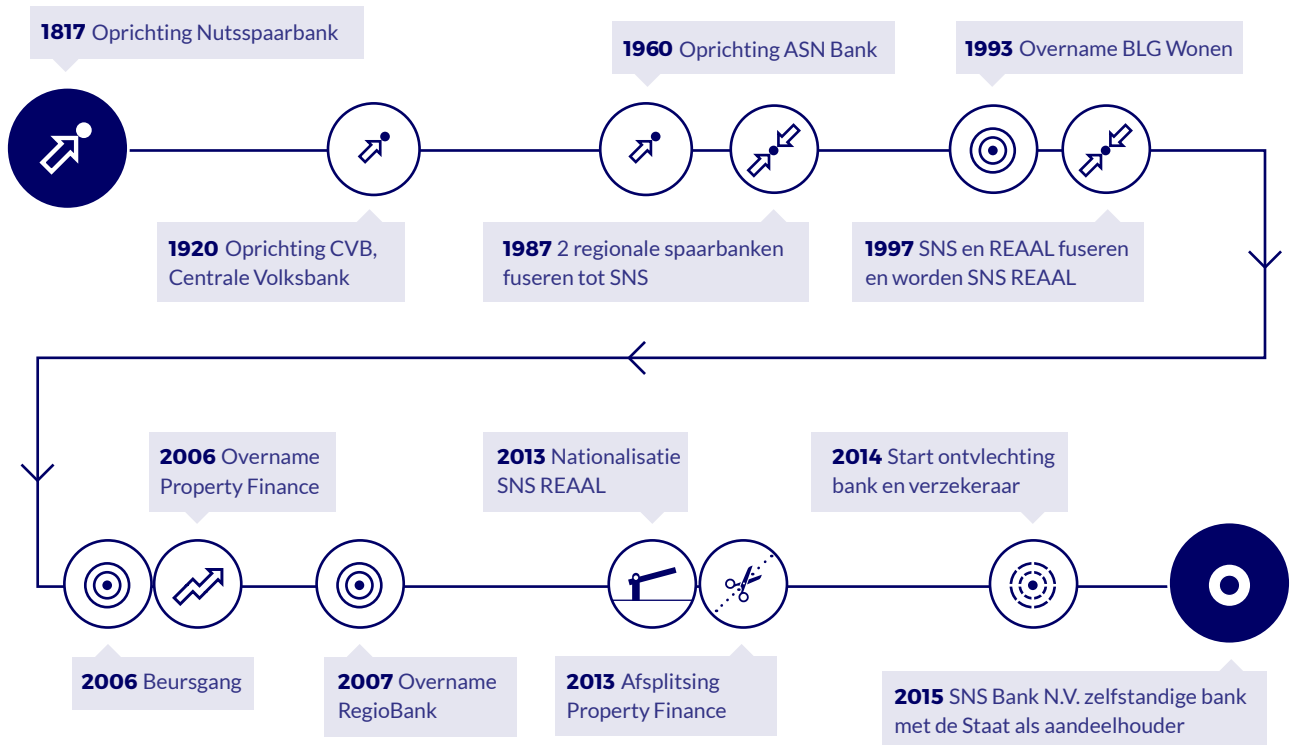 1817 Oprichting Nutsspaarbank
1920 Oprichting CVB,
Centrale Volksbank
1960 Oprichting ASN Bank
1987 2 regionale spaarbanken
fuseren tot SNS
1993 Overname BLG Wonen
1997 SNS en REAAL fuseren
en worden SNS REAAL
2006 Beursgang
2006 Overname
Property Finance
2007 Overname
RegioBank
2013 Nationalisatie
SNS REAAL
2013 Afsplitsing
Property Finance
2014 Start ontvlechting
bank en verzekeraar
2015 SNS Bank N.V. zelfstandige bank
met de Staat als aandeelhouder